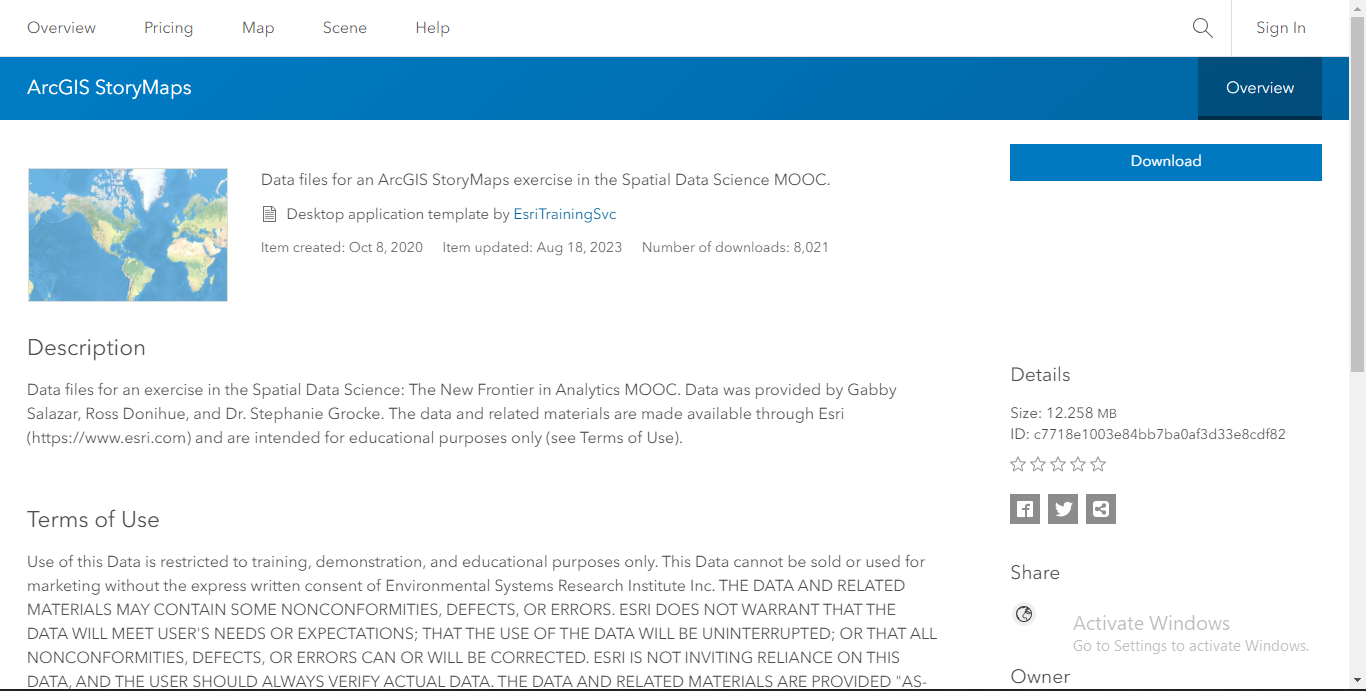 Overview Pricing Map Scene Help Sign In
ArcGIS StoryMaps Overview
Download
Data files for an ArcGIS StoryMaps exercise in the Spatial Data Science MOOC.
Desktop application template by EsriTrainingSvc
Item created: Oct 8, 2020 Item updated: Aug 18, 2023 Number of downloads: 8,021
Description
Data files for an exercise in the Spatial Data Science: The New Frontier in Analytics MOOC. Data was provided by Gabby
Salazar, Ross Donihue, and Dr. Stephanie Grocke. The data and related materials are made available through Esri
(https://www.esri.com) and are intended for educational purposes only (see Terms of Use).
Terms of Use
Use of this Data is restricted to training, demonstration, and educational purposes only. This Data cannot be sold or used for
marketing without the express written consent of Environmental Systems Research Institute Inc. THE DATA AND RELATED
MATERIALS MAY CONTAIN SOME NONCONFORMITIES, DEFECTS, OR ERRORS. ESRI DOES NOT WARRANT THAT THE
DATA WILL MEET USER'S NEEDS OR EXPECTATIONS; THAT THE USE OF THE DATA WILL BE UNINTERRUPTED; OR THAT ALL
NONCONFORMITIES, DEFECTS, OR ERRORS CAN OR WILL BE CORRECTED. ESRI IS NOT INVITING RELIANCE ON THIS
DATA, AND THE USER SHOULD ALWAYS VERIFY ACTUAL DATA. THE DATA AND RELATED MATERIALS ARE PROVIDED "AS-
Details
Size: 12.258 MB
ID: c7718e1003e84bb7ba0af3d33e8cdf82
Share
Activate Windows
Go to Settings to activate Windows.
Owner